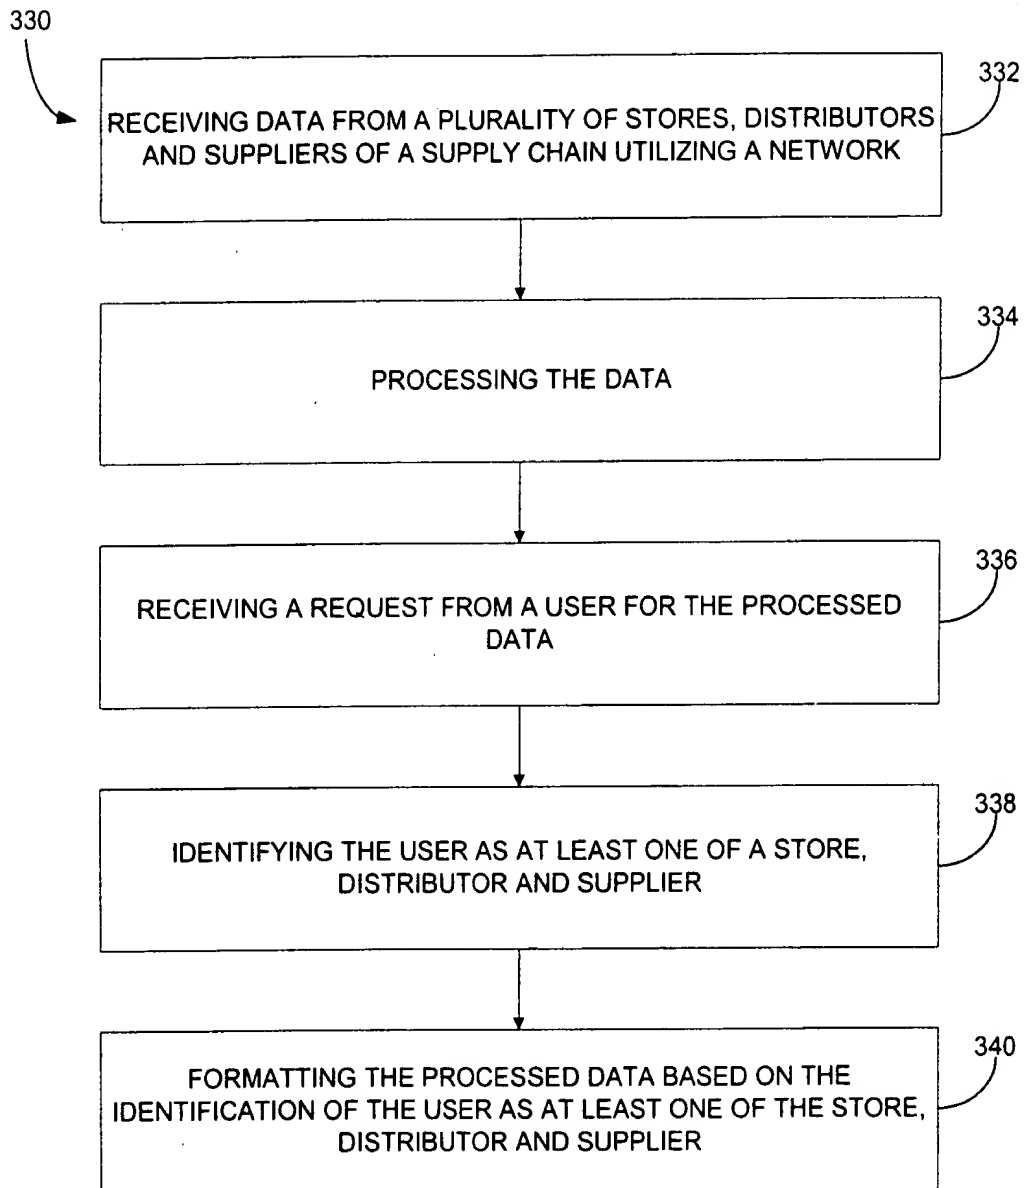 330
332
RECEIVING DATA FROM A PLURALITY OF STORES, DISTRIBUTORS
AND SUPPLIERS OF A SUPPLY CHAIN UTILIZING A NETWORK
334
PROCESSING THE DATA
336
RECEIVING A REQUEST FROM A USER FOR THE PROCESSED
DATA
338
IDENTIFYING THE USER AS AT LEAST ONE OF A STORE,
DISTRIBUTOR AND SUPPLIER
340
FORMATTING THE PROCESSED DATA BASED ON THE
IDENTIFICATION OF THE USER AS AT LEAST ONE OF THE STORE,
DISTRIBUTOR AND SUPPLIER